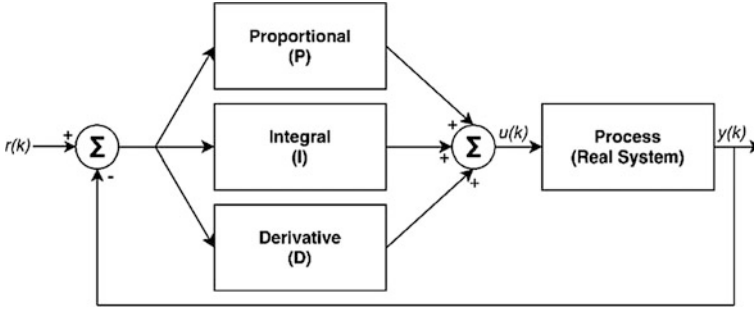 Proportional
(P)
r(k)
+
Σ
-
Integral
(I)
+
+
+
Σ
u(k)
Process
(Real System)
y(k)
Derivative
(D)